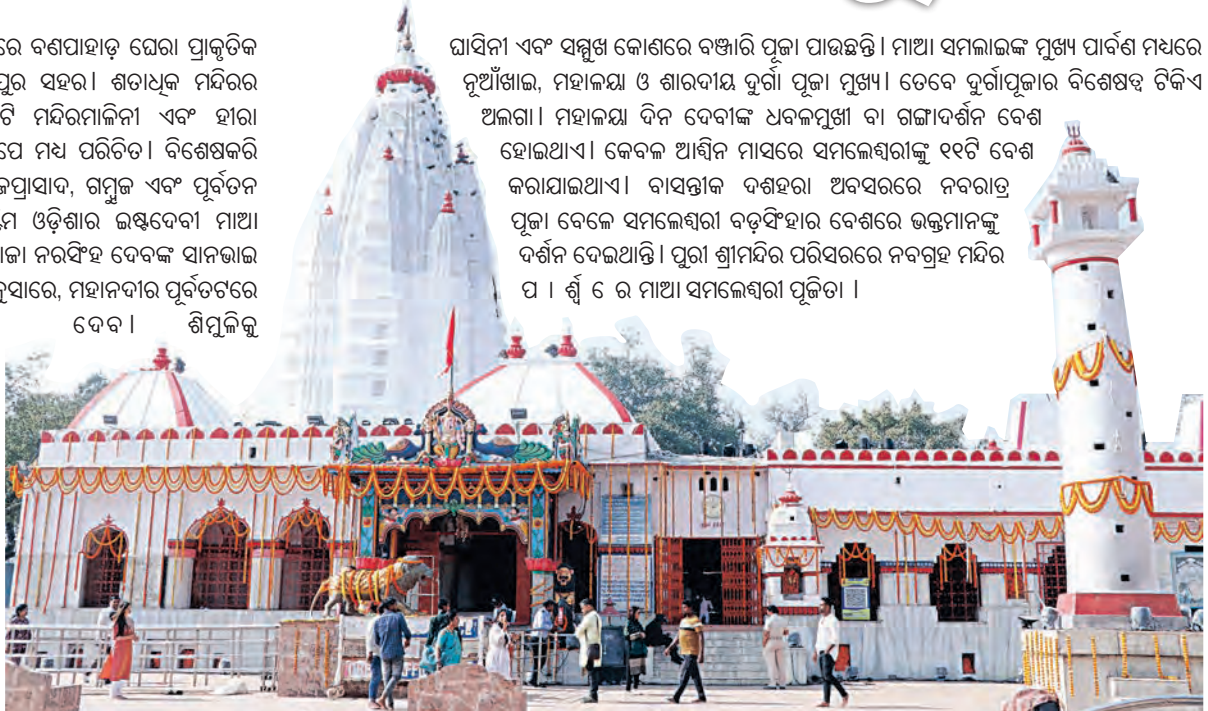 ରେ ବଣପାହାଡ଼ ଘେରା ପ୍ରାକୃତିକ
ପୁର ସହର। ଶତାଧିକ ମନ୍ଦିରର
ଟି ମନ୍ଦିରମାଳିନୀ ଏବଂ ହୀରା
ପେ ମଧ୍ୟ ପରିଚିତ। ବିଶେଷକରି
ଜପ୍ରାସାଦ, ଗମ୍ବୁଜ ଏବଂ ପୂର୍ବତନ
ମ ଓଡ଼ିଶାର ଇଷ୍ଟଦେବୀ ମାଆ
ାଜା ନରସିଂହ ଦେବଙ୍କ ସାନଭାଇ
ନୁସାରେ, ମହାନଦୀର ପୂର୍ବତଟରେ
ଦେବ। ଶିମୁଳିକୁ
ଘାସିନୀ ଏବଂ ସମ୍ମୁଖ କୋଣରେ ବଞ୍ଜାରି ପୂଜା ପାଉଛନ୍ତି। ମାଆ ସମଲାଇଙ୍କ ମୁଖ୍ୟ ପାର୍ବଣ ମଧ୍ୟରେ
ନୂଆଁଖାଇ, ମହାଳୟା ଓ ଶାରଦୀୟ ଦୁର୍ଗା ପୂଜା ମୁଖ୍ୟ। ତେବେ ଦୁର୍ଗାପୂଜାର ବିଶେଷତ୍ୱ ଟିକିଏ
ଅଲଗା। ମହାଳୟା ଦିନ ଦେବୀଙ୍କ ଧବଳମୁଖୀ ବା ଗଙ୍ଗାଦର୍ଶନ ବେଶ
ହୋଇଥାଏ। କେବଳ ଆଶ୍ୱିନ ମାସରେ ସମଲେଶ୍ୱରୀଙ୍କୁ ୧୧ଟି ବେଶ
କରାଯାଇଥାଏ। ବାସନ୍ତୀକ ଦଶହରା ଅବସରରେ ନବରାତ୍ର
ପୂଜା ବେଳେ ସମଲେଶ୍ୱରୀ ବଡ଼ସିଂହାର ବେଶରେ ଭକ୍ତମାନଙ୍କୁ
ଦର୍ଶନ ଦେଇଥାନ୍ତି। ପୁରୀ ଶ୍ରୀମନ୍ଦିର ପରିସରରେ ନବଗ୍ରହ ମନ୍ଦିର
ପା ର୍ଶ୍ୱ ରେ ମାଆ ସମଲେଶ୍ୱରୀ ପୂଜିତା ।